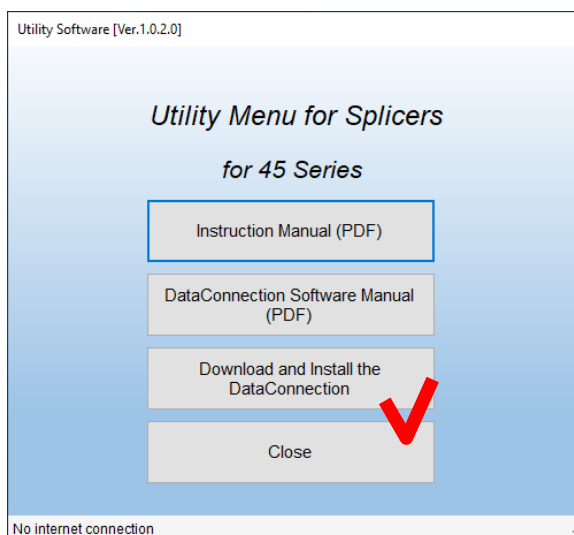 Utility Software [Ver.1.0.2.0]
Utility Menu for Splicers
for 45 Series
Instruction Manual (PDF)
DataConnection Software Manual
(PDF)
Download and Install the
DataConnection
Close
No internet connection